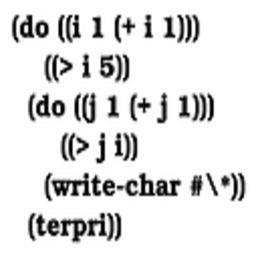 (do ((i 1 (+ i 1)))
((> i 5))
(do ((j 1 (+ j 1)))
((> j i))
(write-char #\*))
(terpri))